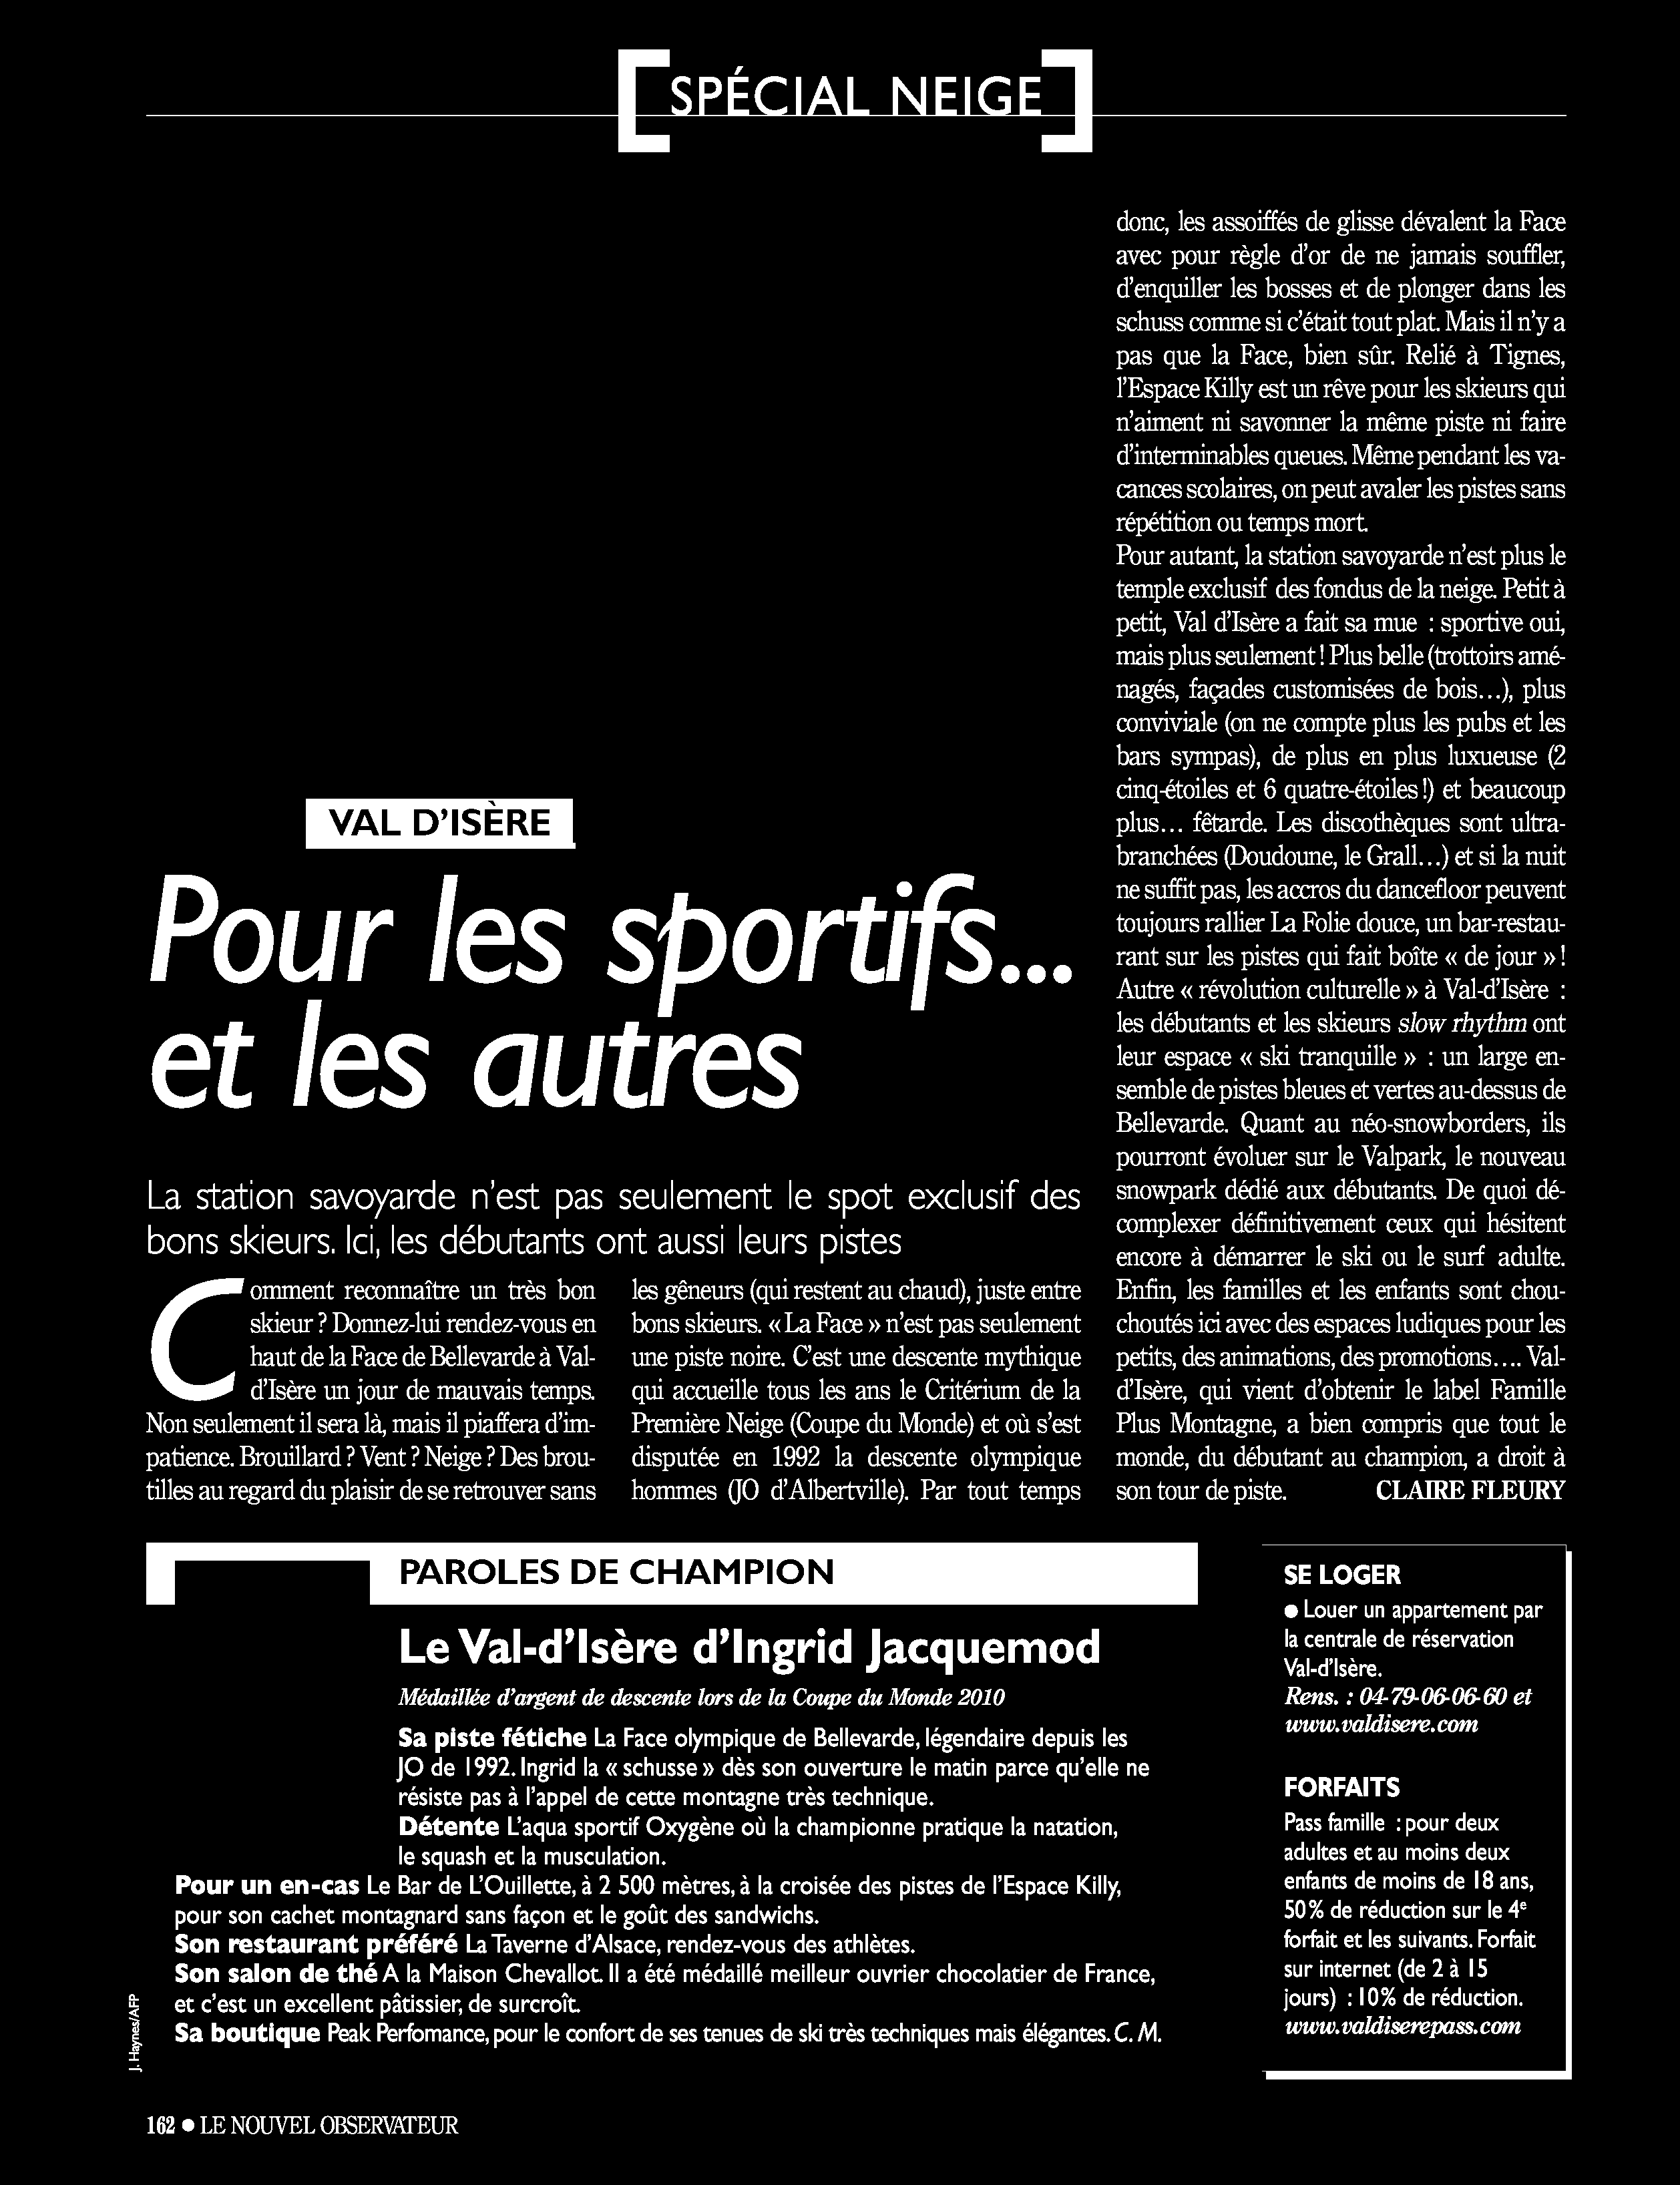 SPÉCIAL NEIGE
VAL D’ISÈRE
Pour les sportifs...
et les autres
La station savoyarde n’est pas seulement le spot exclusif des
bons skieurs. Ici, les débutants ont aussi leurs pistes
Comment reconnaître un très bon
skieur ? Donnez-lui rendez-vous en
haut de la Face de Bellevarde à Val-
d’Isère un jour de mauvais temps.
Non seulement il sera là, mais il piaffera d’im-
patience. Brouillard ? Vent ? Neige ? Des brou-
tilles au regard du plaisir de se retrouver sans
les gêneurs (qui restent au chaud), juste entre
bons skieurs. « La Face » n’est pas seulement
une piste noire. C’est une descente mythique
qui accueille tous les ans le Critérium de la
Première Neige (Coupe du Monde) et où s’est
disputée en 1992 la descente olympique
hommes (JO d’Albertville). Par tout temps
donc, les assoiffés de glisse dévalent la Face
avec pour règle d’or de ne jamais souffler,
d’enquiller les bosses et de plonger dans les
schuss comme si c’était tout plat. Mais il n’y a
pas que la Face, bien sûr. Relié à Tignes,
l’Espace Killy est un rêve pour les skieurs qui
n’aiment ni savonner la même piste ni faire
d’interminables queues. Même pendant les va-
cances scolaires, on peut avaler les pistes sans
répétition ou temps mort.
Pour autant, la station savoyarde n’est plus le
temple exclusif des fondus de la neige. Petit à
petit, Val d’Isère a fait sa mue : sportive oui,
mais plus seulement ! Plus belle (trottoirs amé-
nagés, façades customisées de bois…), plus
conviviale (on ne compte plus les pubs et les
bars sympas), de plus en plus luxueuse (2
cinq-étoiles et 6 quatre-étoiles !) et beaucoup
plus… fêtarde. Les discothèques sont ultra-
branchées (Doudoune, le Grall…) et si la nuit
ne suffit pas, les accros du dancefloor peuvent
toujours rallier La Folie douce, un bar-restau-
rant sur les pistes qui fait boîte « de jour » !
Autre « révolution culturelle » à Val-d’Isère :
les débutants et les skieurs slow rhythm ont
leur espace « ski tranquille » : un large en-
semble de pistes bleues et vertes au-dessus de
Bellevarde. Quant au néo-snowborders, ils
pourront évoluer sur le Valpark, le nouveau
snowpark dédié aux débutants. De quoi dé-
complexer définitivement ceux qui hésitent
encore à démarrer le ski ou le surf adulte.
Enfin, les familles et les enfants sont chou-
choutés ici avec des espaces ludiques pour les
petits, des animations, des promotions…. Val-
d’Isère, qui vient d’obtenir le label Famille
Plus Montagne, a bien compris que tout le
monde, du débutant au champion, a droit à
son tour de piste. CLAIRE FLEURY
PAROLES DE CHAMPION
Le Val-d’Isère d’Ingrid Jacquemod
Médaillée d’argent de descente lors de la Coupe du Monde 2010
Sa piste fétiche La Face olympique de Bellevarde, légendaire depuis les
JO de 1992. Ingrid la « schusse » dès son ouverture le matin parce qu’elle ne
résiste pas à l’appel de cette montagne très technique.
Détente L’aqua sportif Oxygène où la championne pratique la natation,
le squash et la musculation.
Pour un en-cas Le Bar de L’Ouillette, à 2 500 mètres, à la croisée des pistes de l’Espace Killy,
pour son cachet montagnard sans façon et le goût des sandwichs.
Son restaurant préféré La Taverne d’Alsace, rendez-vous des athlètes.
Son salon de thé A la Maison Chevallot. Il a été médaillé meilleur ouvrier chocolatier de France,
et c’est un excellent pâtissier, de surcroît.
Sa boutique Peak Perfomance, pour le confort de ses tenues de ski très techniques mais élégantes. C. M.
J. Haynes/AFP
SE LOGER
● Louer un appartement par
la centrale de réservation
Val-d’Isère.
Rens. : 04-79-06-06-60 et
www.valdisere.com
FORFAITS
Pass famille : pour deux
adultes et au moins deux
enfants de moins de 18 ans,
50% de réduction sur le 4e
forfait et les suivants. Forfait
sur internet (de 2 à 15
jours) : 10% de réduction.
www.valdiserepass.com
162 ● LE NOUVEL OBSERVATEUR